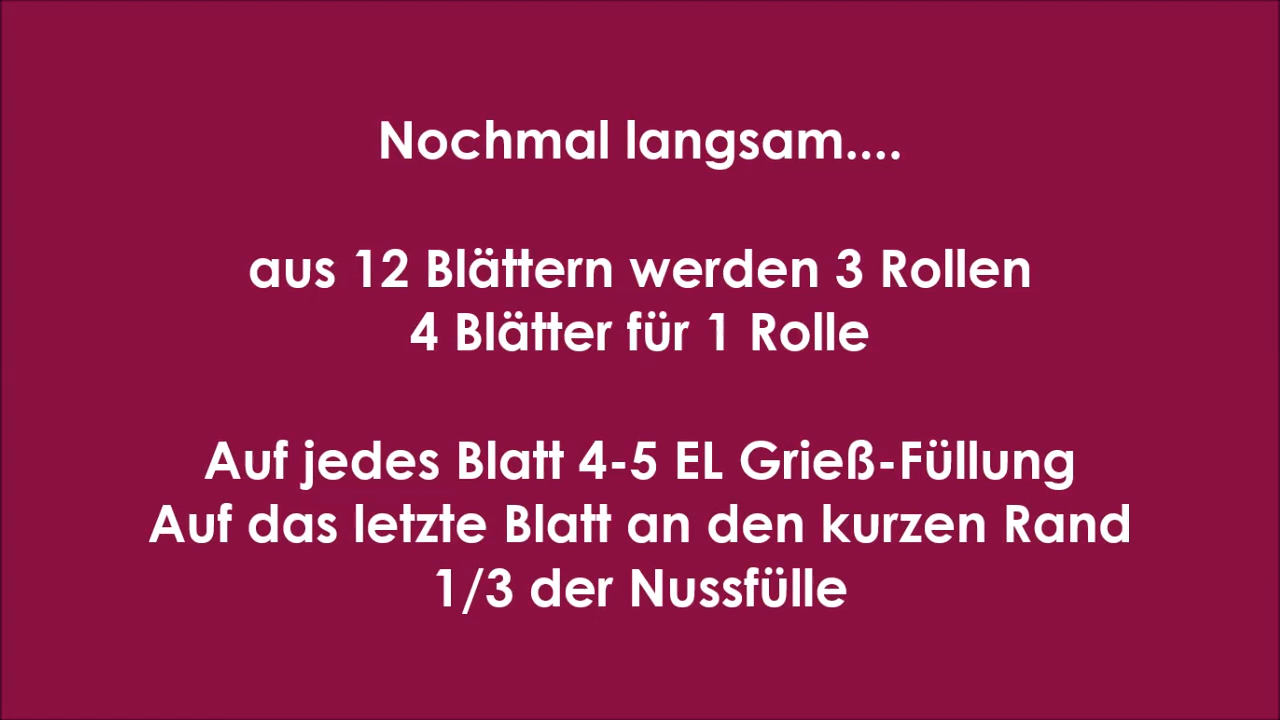 Nochmal langsam....
aus 12 Blättern werden 3 Rollen
4 Blätter für 1 Rolle
Auf jedes Blatt 4-5 EL Grieß-Füllung
Auf das letzte Blatt an den kurzen Rand
1/3 der Nussfülle